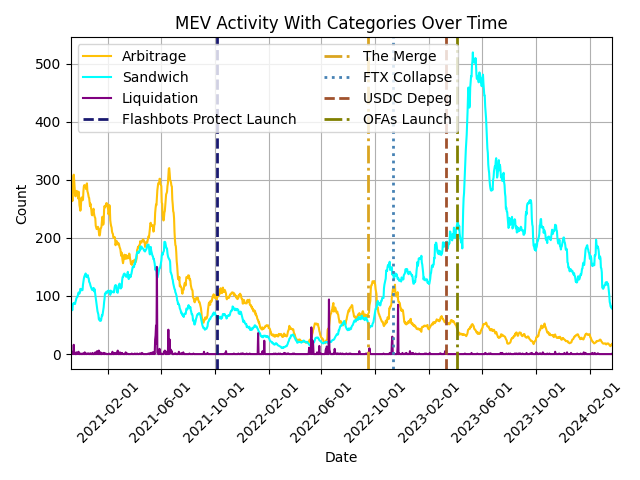 MEV Activity With Categories Over Time
Count
500
400
300
200
100
0
Arbitrage
Sandwich
Liquidation
Flashbots Protect Launch
The Merge
FTX Collapse
USDC Depeg
OFAs Launch
2021-02-01
2021-06-01
2021-10-01
2022-02-01
2022-06-01
2022-10-01
2023-02-01
2023-06-01
2023-10-01
2024-02-01
Date